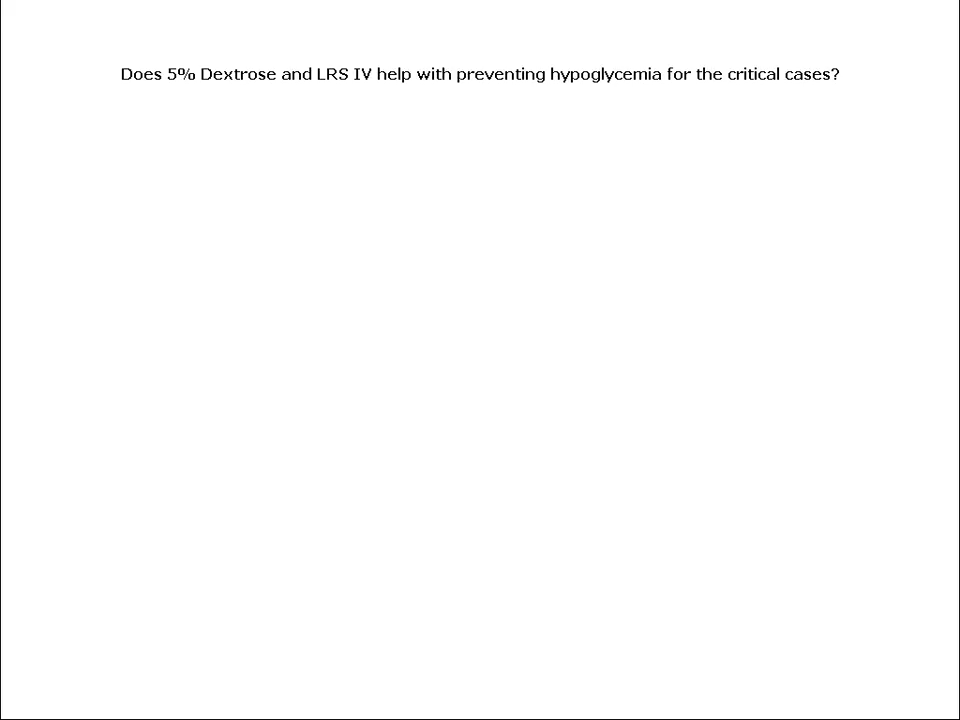 Does 5% Dextrose and LRS IV help with preventing hypoglycemia for the critical cases?